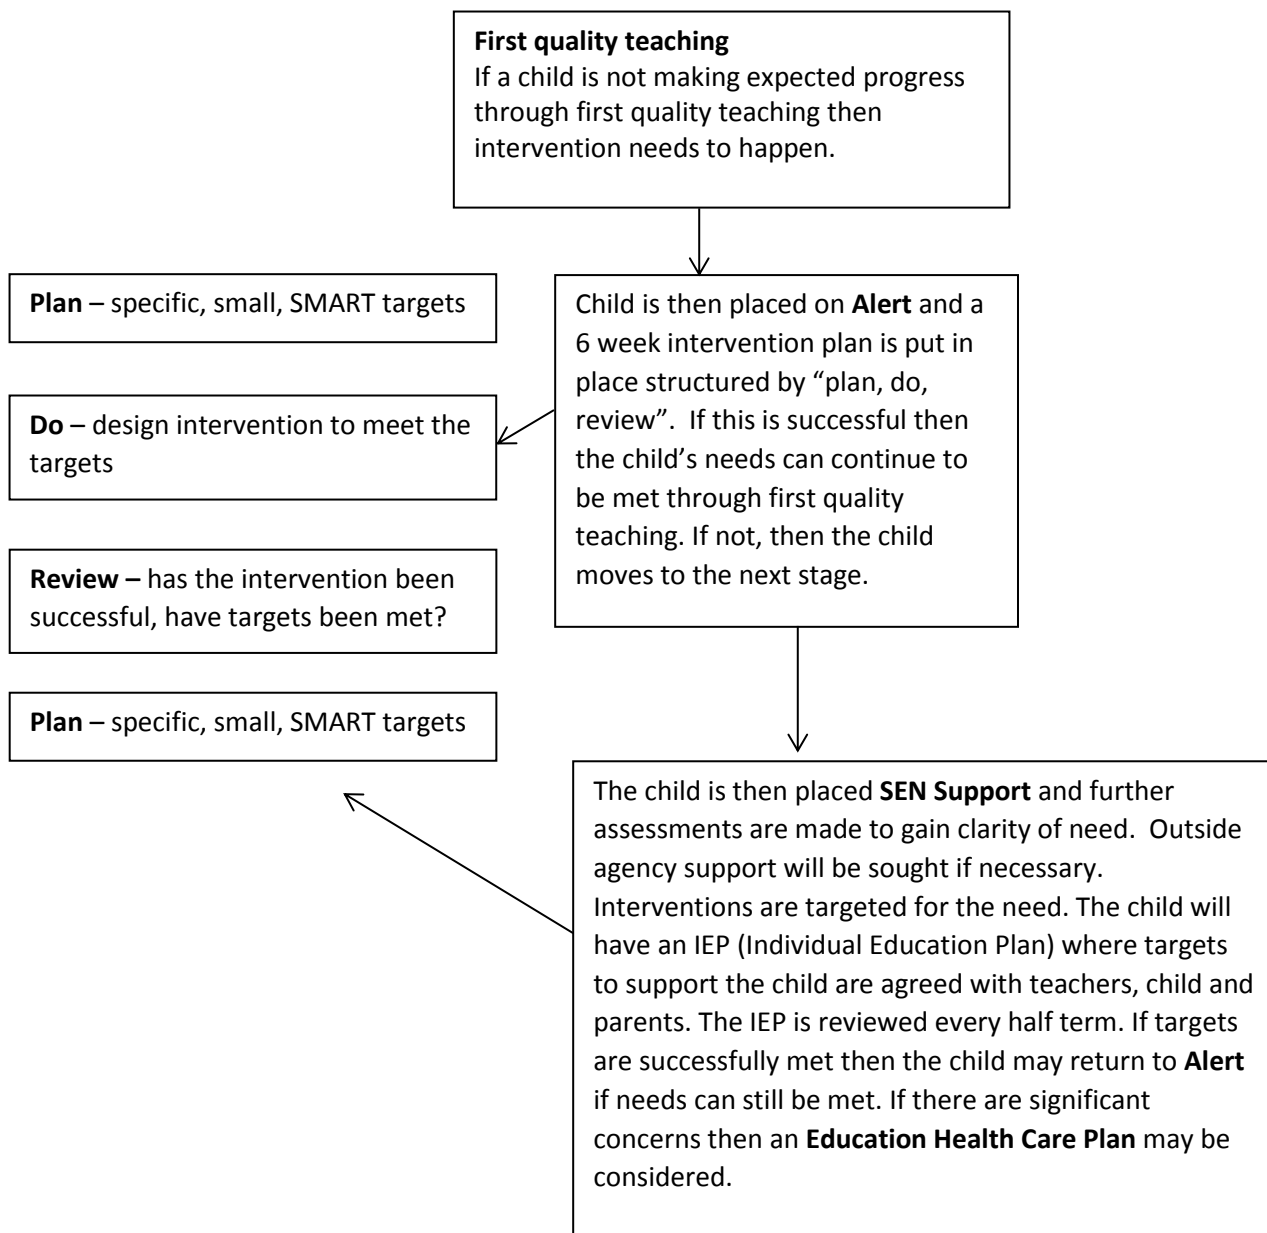 First quality teaching
If a child is not making expected progress
through first quality teaching then
intervention needs to happen.
Plan – specific, small, SMART targets
Do – design intervention to meet the
targets
Review – has the intervention been
successful, have targets been met?
Plan – specific, small, SMART targets
Child is then placed on Alert and a
6 week intervention plan is put in
place structured by “plan, do,
review”.  If this is successful then
the child’s needs can continue to
be met through first quality
teaching. If not, then the child
moves to the next stage.
The child is then placed SEN Support and further
assessments are made to gain clarity of need.  Outside
agency support will be sought if necessary.
Interventions are targeted for the need. The child will
have an IEP (Individual Education Plan) where targets
to support the child are agreed with teachers, child and
parents. The IEP is reviewed every half term. If targets
are successfully met then the child may return to Alert
if needs can still be met. If there are significant
concerns then an Education Health Care Plan may be
considered.